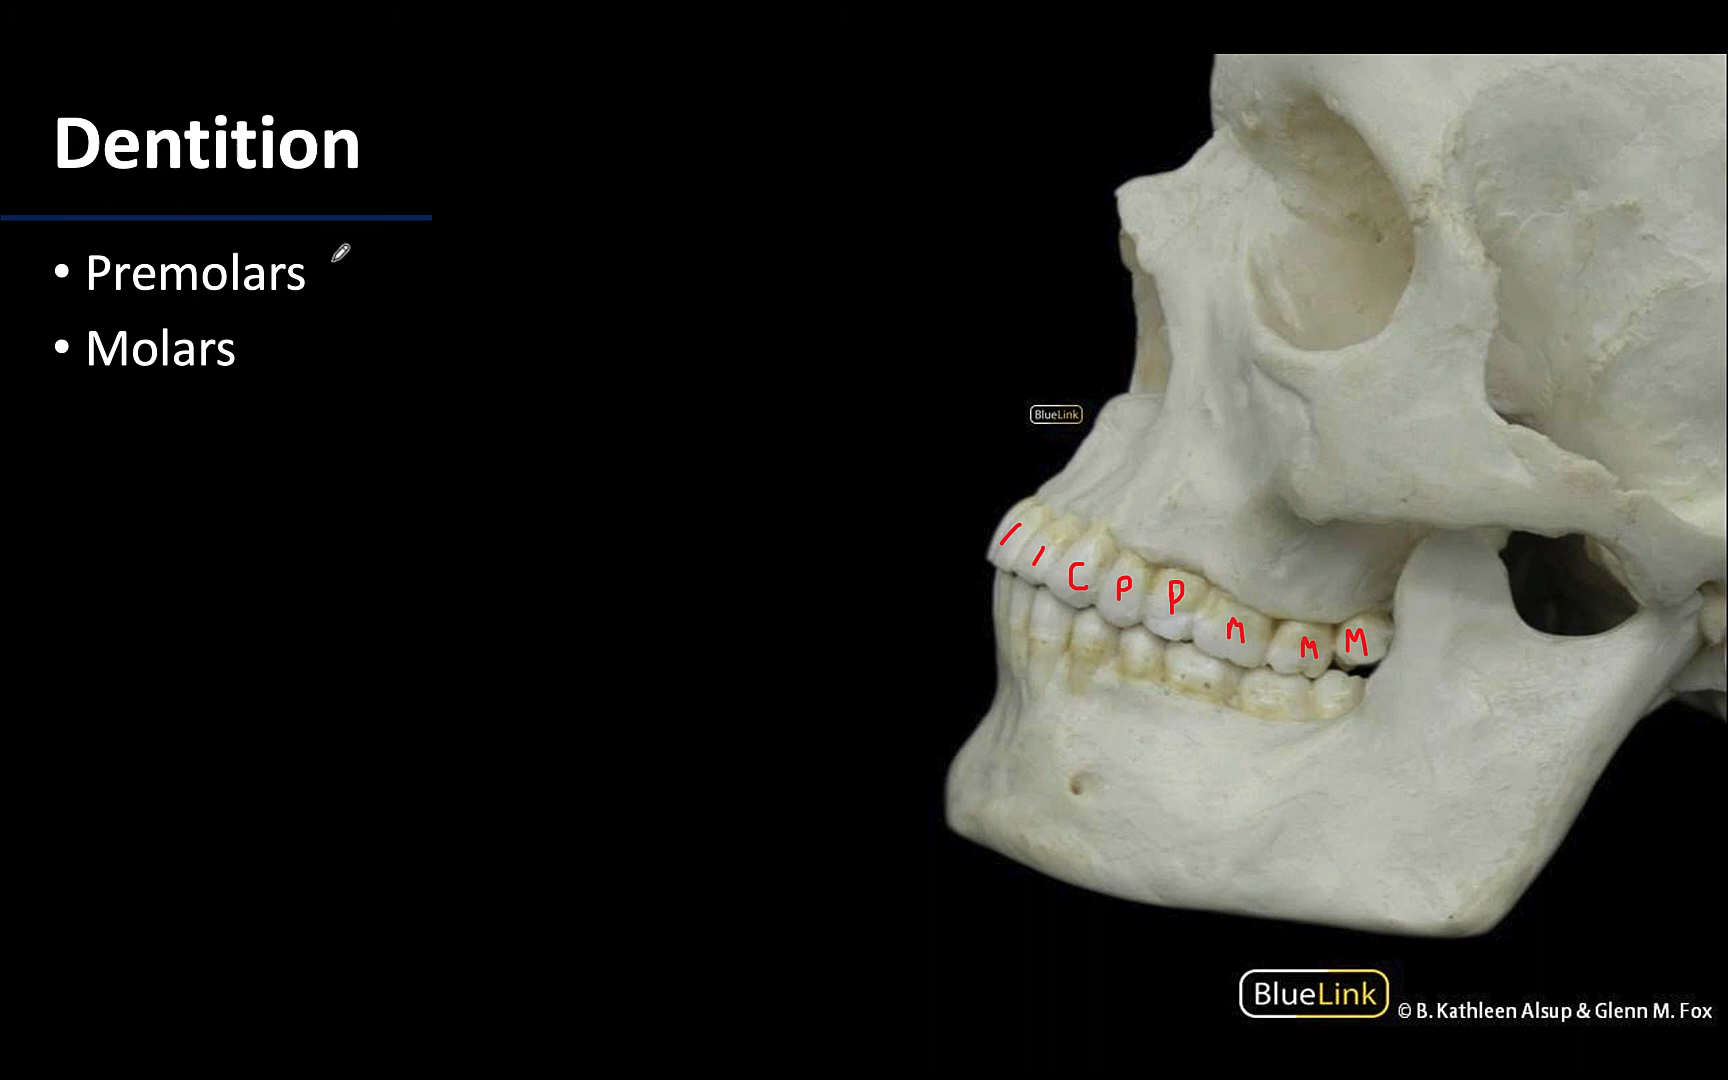 Dentition
• Premolars
• Molars
BlueLink
I I C P P M M M
BlueLink © B. Kathleen Alsup & Glenn M. Fox